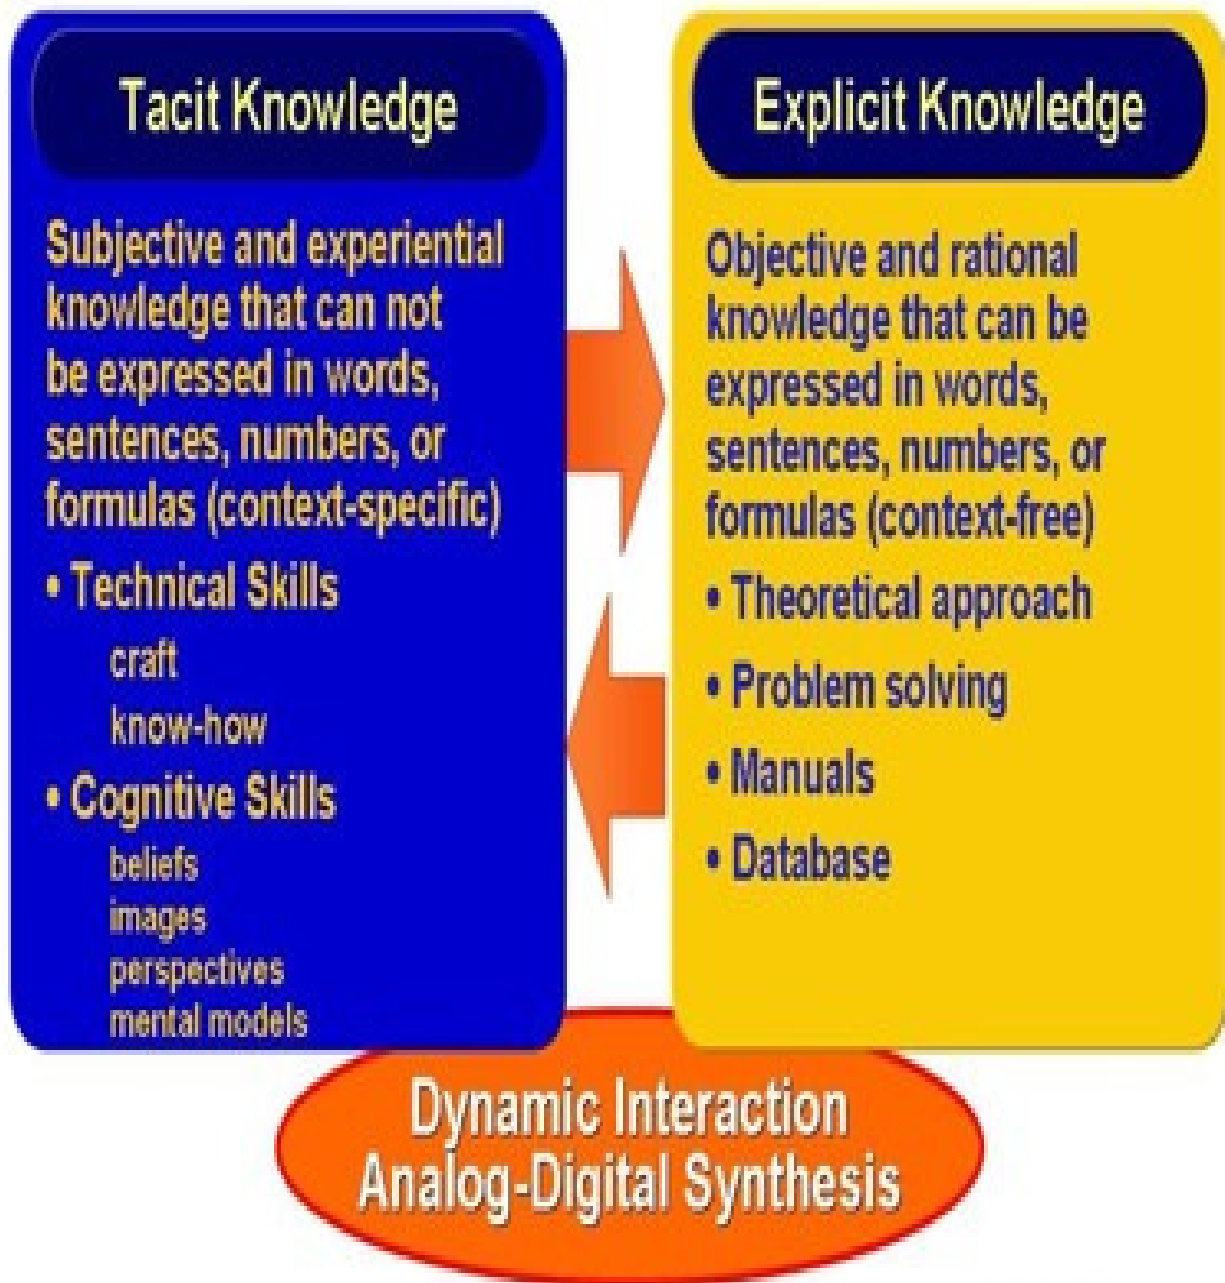 Tacit Knowledge
Subjective and experiential
knowledge that can not
be expressed in words,
sentences, numbers, or
formulas (context-specific)
• Technical Skills
craft
know-how
• Cognitive Skills
beliefs
images
perspectives
mental models
Explicit Knowledge
Objective and rational
knowledge that can be
expressed in words,
sentences, numbers, or
formulas (context-free)
• Theoretical approach
• Problem solving
• Manuals
• Database
Dynamic Interaction
Analog-Digital Synthesis